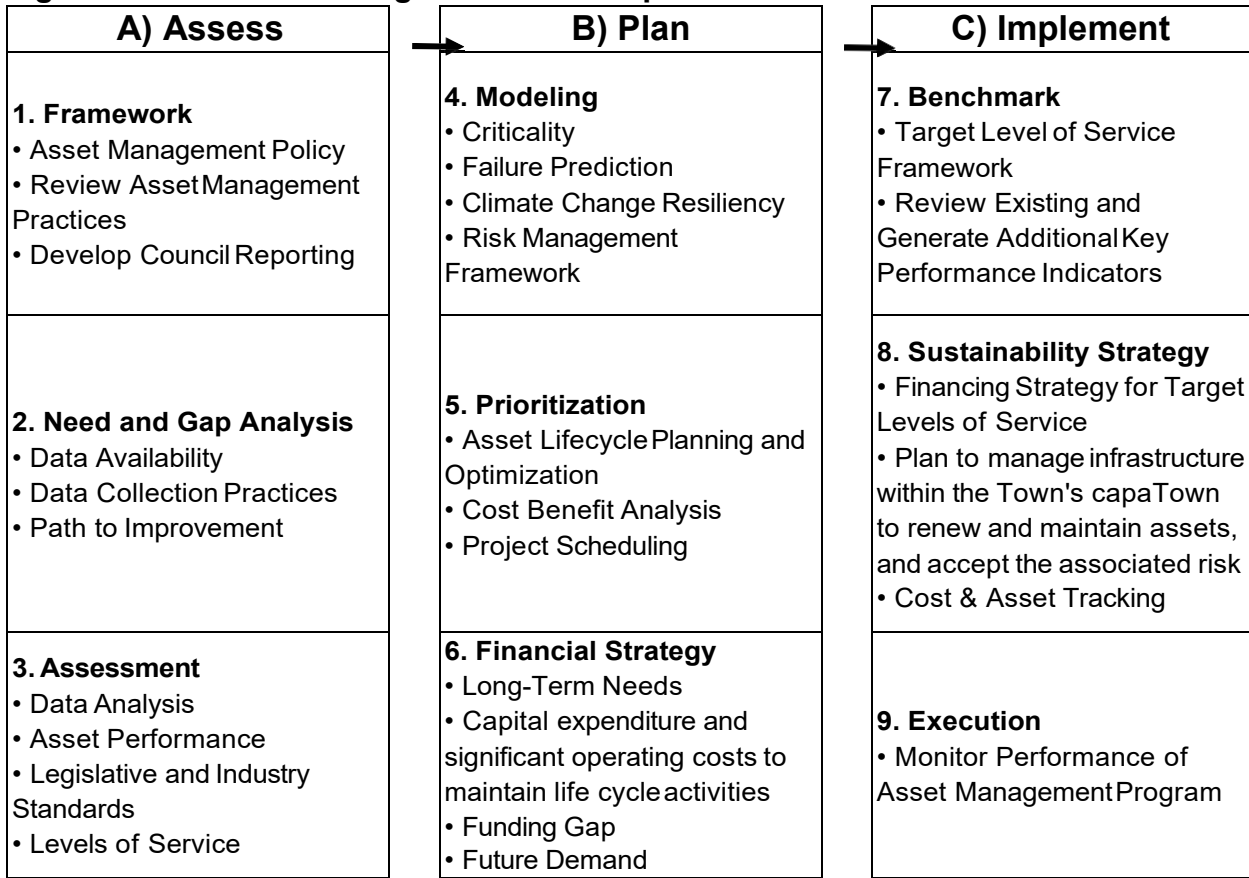 A) Assess
1. Framework
• Asset Management Policy
• Review Asset Management
Practices
• Develop Council Reporting
2. Need and Gap Analysis
• Data Availability
• Data Collection Practices
• Path to Improvement
3. Assessment
• Data Analysis
• Asset Performance
• Legislative and Industry
Standards
• Levels of Service
B) Plan
4. Modeling
• Criticality
• Failure Prediction
• Climate Change Resiliency
• Risk Management
Framework
5. Prioritization
• Asset Lifecycle Planning and
Optimization
• Cost Benefit Analysis
• Project Scheduling
6. Financial Strategy
• Long-Term Needs
• Capital expenditure and
significant operating costs to
maintain life cycle activities
• Funding Gap
• Future Demand
C) Implement
7. Benchmark
• Target Level of Service
Framework
• Review Existing and
Generate Additional Key
Performance Indicators
8. Sustainability Strategy
• Financing Strategy for Target
Levels of Service
• Plan to manage infrastructure
within the Town's capaTown
to renew and maintain assets,
and accept the associated risk
• Cost & Asset Tracking
9. Execution
• Monitor Performance of
Asset Management Program